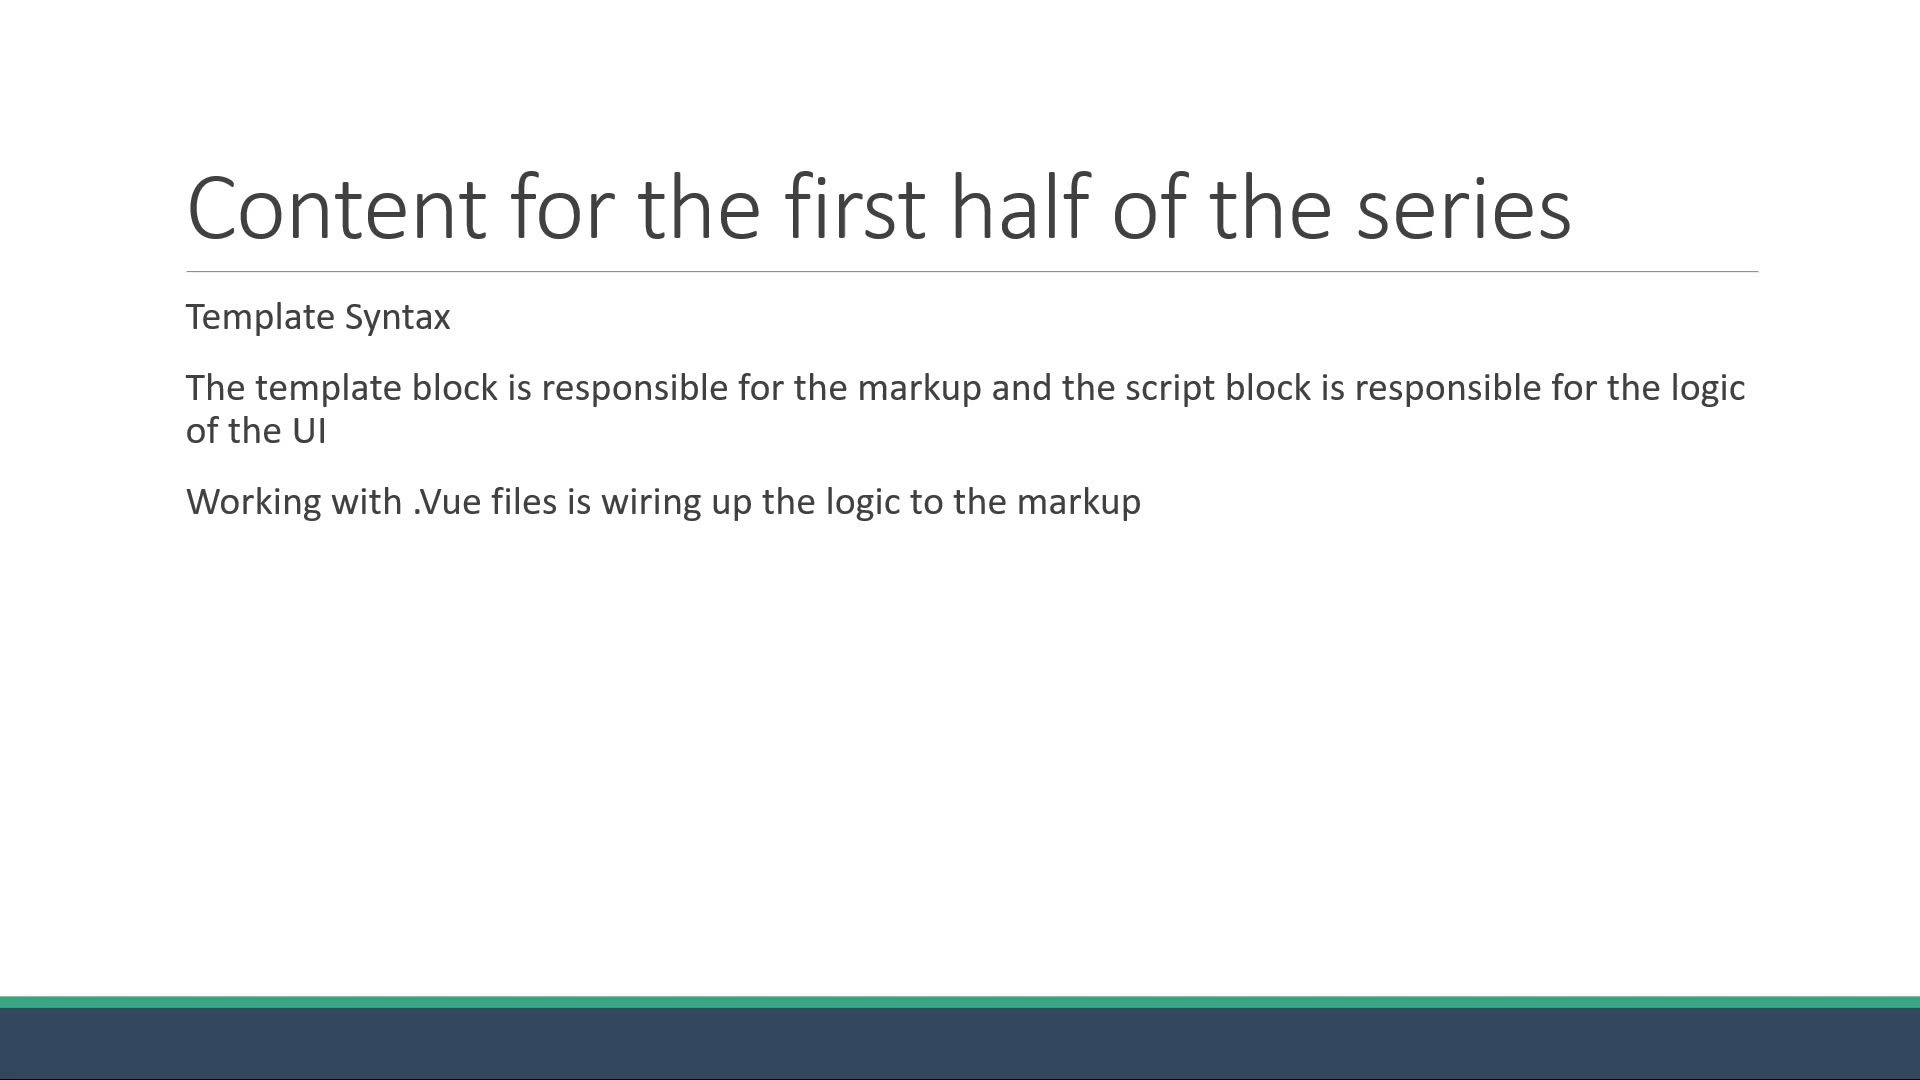 Content for the first half of the series
Template Syntax
The template block is responsible for the markup and the script block is responsible for the logic
of the UI
Working with .Vue files is wiring up the logic to the markup